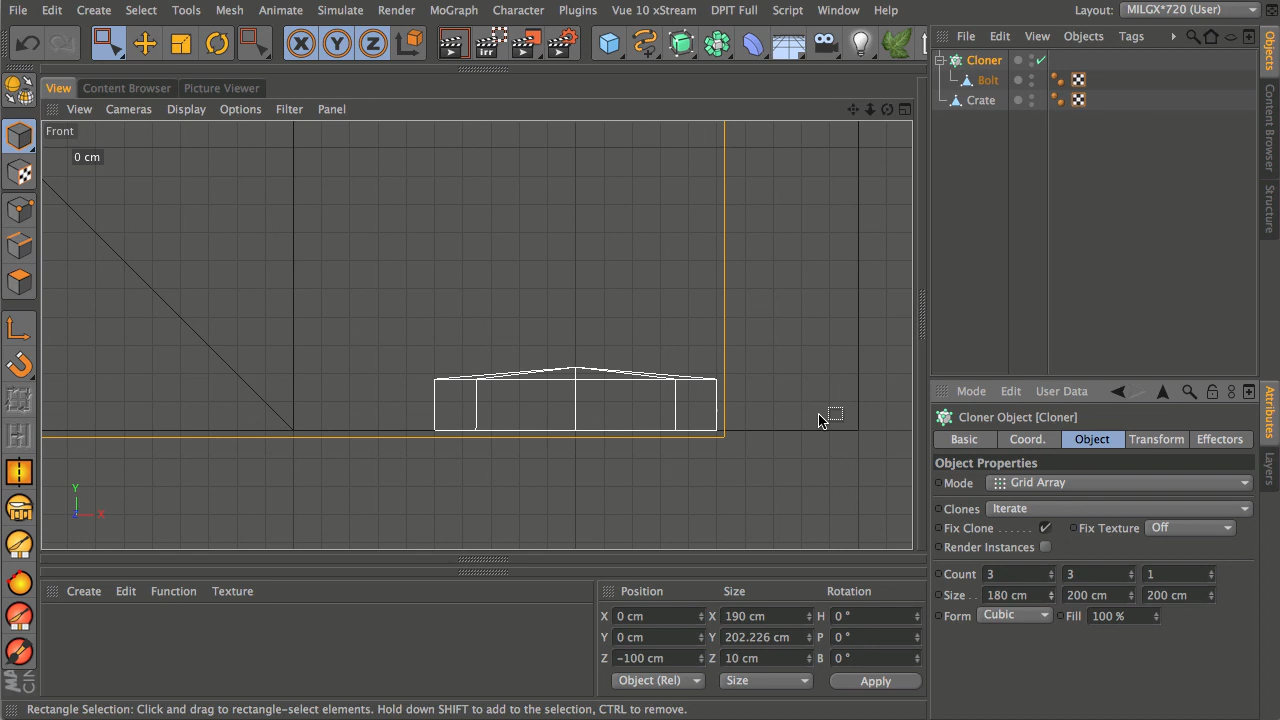 File Edit Create Select Tools Mesh Animate Simulate Render MoGraph Character Plugins Vue 10 xStream DPIT Full Script Window Help Layout: MILGX*720 (User)
irr
View Content Browser Picture Viewer
View Cameras Display Options Filter Panel
Front
0 cm
Y
X
Create Edit Function Texture
Position Size Rotation
X 0 cm X 190 cm H 0 °
Y 0 cm Y 202.226 cm P 0 °
Z -100 cm Z 10 cm B 0 °
Object (Rel) Size Apply
Rectangle Selection: Click and drag to rectangle-select elements. Hold down SHIFT to add to the selection, CTRL to remove.
File Edit View Objects Tags
Cloner
Bolt
Crate
Objects
Content Browser
Structure
Mode Edit User Data
Cloner Object [Cloner]
Basic Coord. Object Transform Effectors
Object Properties
Mode Grid Array
Clones Iterate
Fix Clone ...... Fix Texture Off
Render Instances
Count 3 3 1
Size .. 180 cm 200 cm 200 cm
Form Cubic Fill 100 %
Attributes
Layers